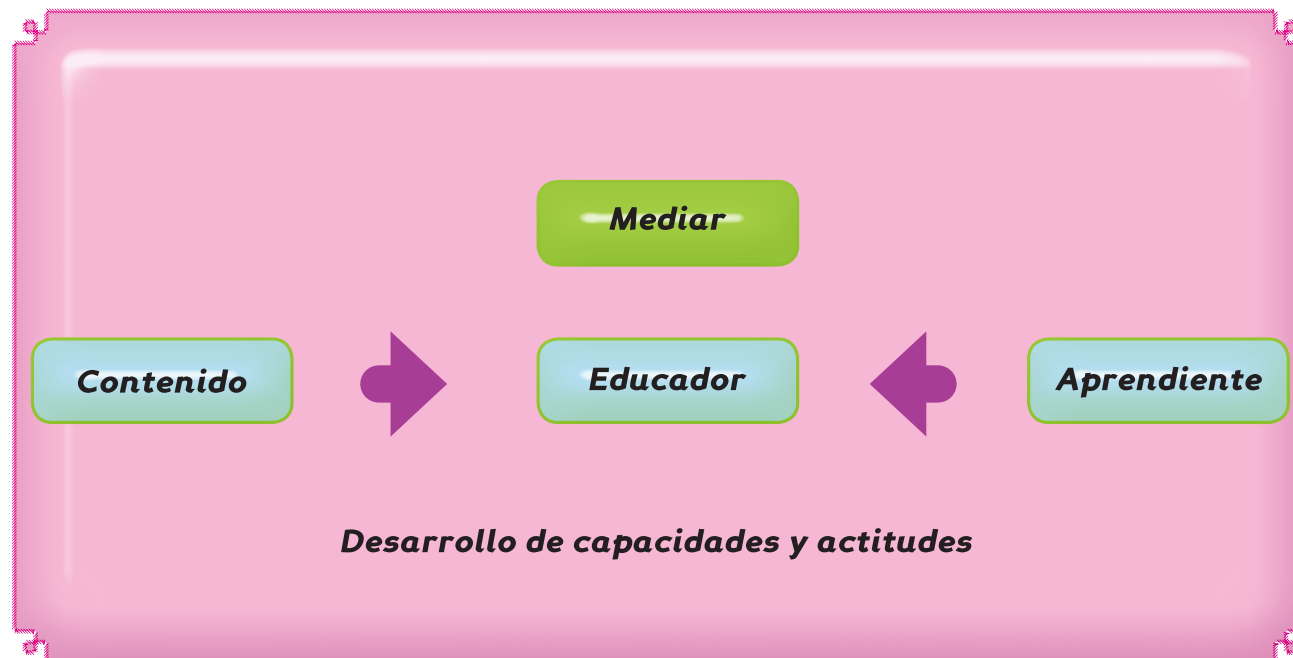 Mediar
Contenido
Educador
Aprendiente
Desarrollo de capacidades y actitudes